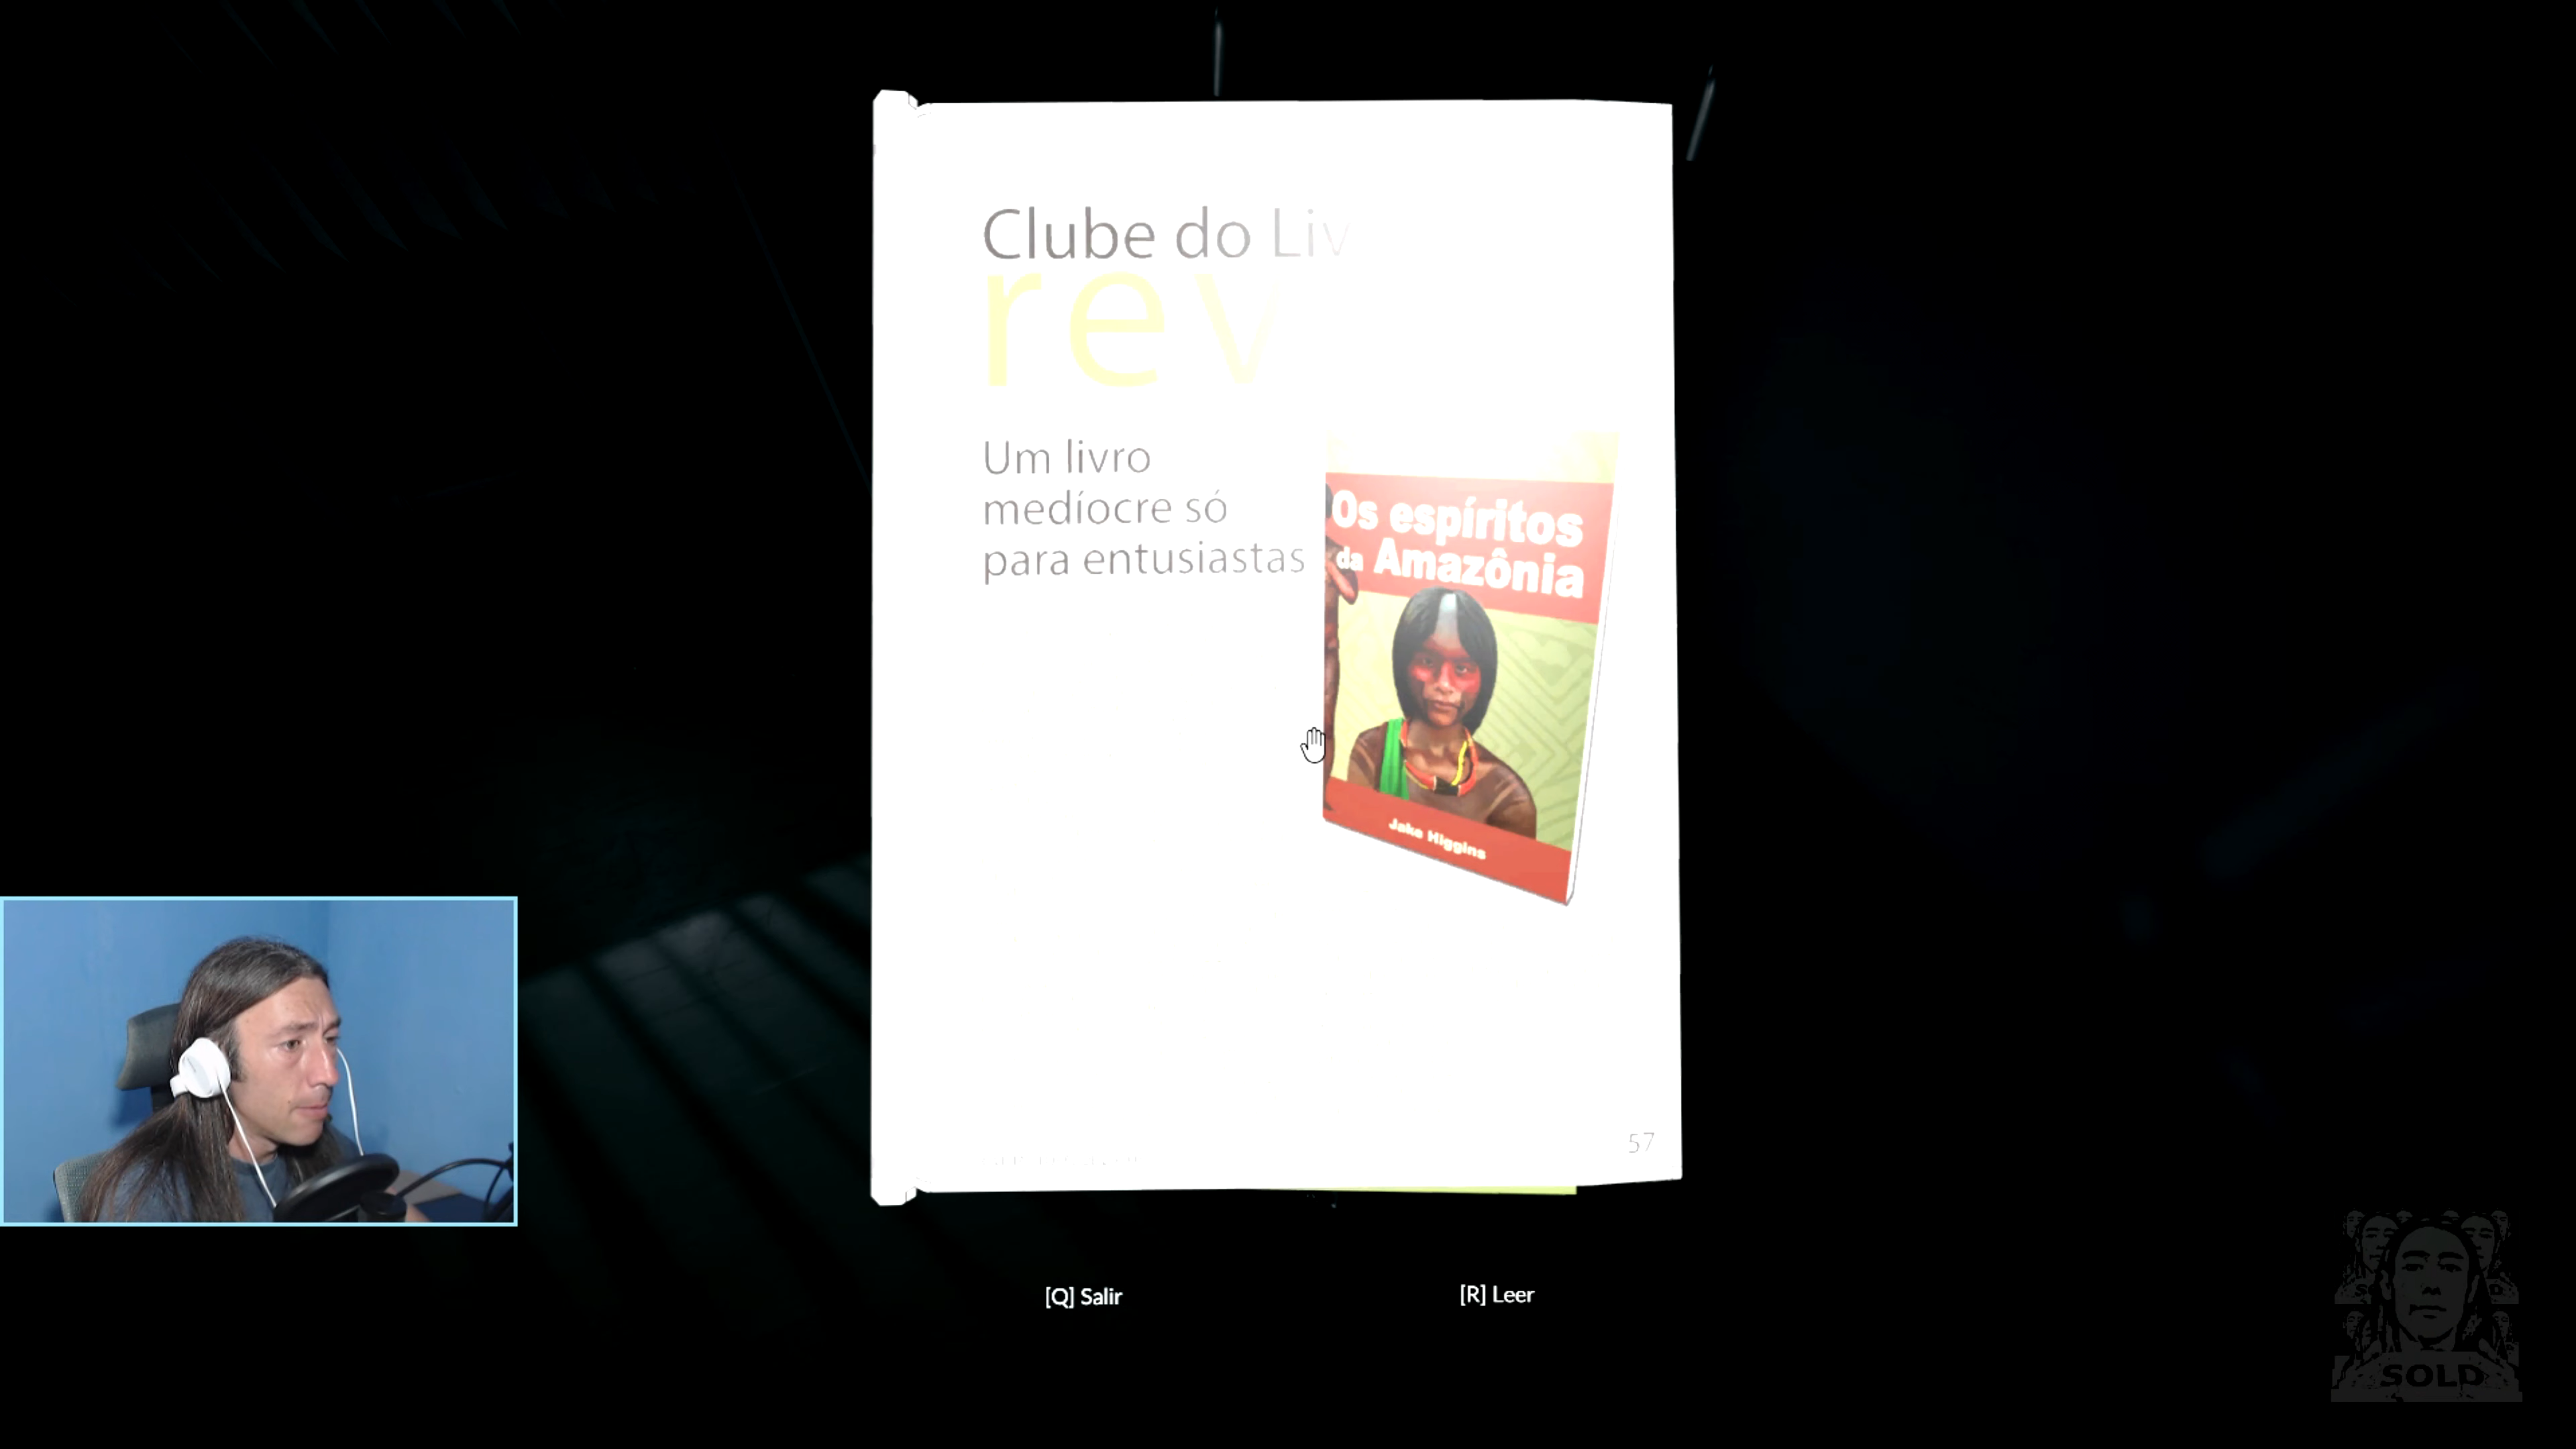 Clube do Liv
rev
Um livro
medíocre só
para entusiastas
Os espíritos
da Amazônia
Jake Higgins
57
[Q] Salir
[R] Leer
SOLD